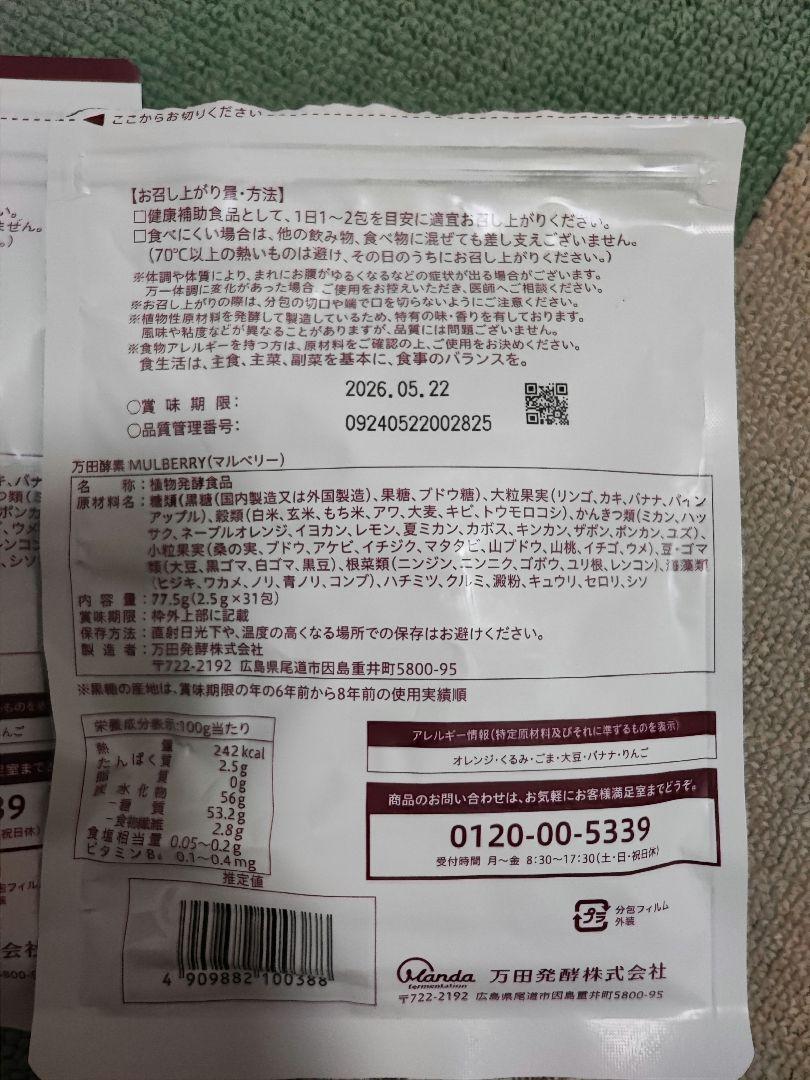 ここからお切りください
【お召し上がり量・方法】
□健康補助食品として、1日1～2包を目安に適宜お召し上がりください。
□食べにくい場合は、他の飲み物、食べ物に混ぜても差し支えございません。
（70℃以上の熱いものは避け、その日のうちにお召し上がりください。）
※体調や体質により、まれにお腹がゆるくなるなどの症状が出る場合がございます。
万一体調に変化があった場合、ご使用をお控えいただき、医師へご相談ください。
※お召し上がりの際は、分包の切口や端で口を切らないようにご注意ください。
※植物性原材料を発酵して製造しているため、特有の味・香りを有しております。
風味や粘度などが異なることがありますが、品質には問題ございません。
※食物アレルギーを持つ方は、原材料をご確認の上、ご使用をお決めください。
食生活は、主食、主菜、副菜を基本に、食事のバランスを。
○賞味期限： 2026.05.22
○品質管理番号： 09240522002825
万田酵素 MULBERRY（マルベリー）
名称：植物発酵食品
原材料名：糖類（黒糖（国内製造又は外国製造）、果糖、ブドウ糖）、大粒果実（リンゴ、カキ、バナナ、パイン
アップル）、穀類（白米、玄米、もち米、アワ、大麦、キビ、トウモロコシ）、かんきつ類（ミカン、ハッ
サク、ネーブルオレンジ、イヨカン、レモン、夏ミカン、カボス、キンカン、ザボン、ポンカン、ユズ）、
小粒果実（桑の実、ブドウ、アケビ、イチジク、マタタビ、山ブドウ、山桃、イチゴ、ウメ）、豆・ゴマ
類（大豆、黒ゴマ、白ゴマ、黒豆）、根菜類（ニンジン、ニンニク、ゴボウ、ユリ根、レンコン）、海藻類
（ヒジキ、ワカメ、ノリ、青ノリ、コンブ）、ハチミツ、クルミ、澱粉、キュウリ、セロリ、シソ
内容量：77.5g（2.5g×31包）
賞味期限：枠外上部に記載
保存方法：直射日光下や、温度の高くなる場所での保存はお避けください。
製造者：万田発酵株式会社
〒722-2192 広島県尾道市因島重井町5800-95
※黒糖の産地は、賞味期限の年の6年前から8年前の使用実績順
栄養成分表示：100g当たり
熱量 242kcal
たんぱく質 2.5g
脂質 0g
炭水化物 56g
－糖質 53.2g
－食物繊維 2.8g
食塩相当量 0.05～0.2g
ビタミンB₆ 0.1～0.4mg
推定値
アレルギー情報（特定原材料及びそれに準ずるものを表示）
オレンジ・くるみ・ごま・大豆・バナナ・りんご
商品のお問い合わせは、お気軽にお客様満足室までどうぞ。
0120-00-5339
受付時間 月～金 8:30～17:30（土・日・祝日休）
プラ
分包フィルム
外装
4 909882 100388
Manda
fermentation
万田発酵株式会社
〒722-2192 広島県尾道市因島重井町5800-95